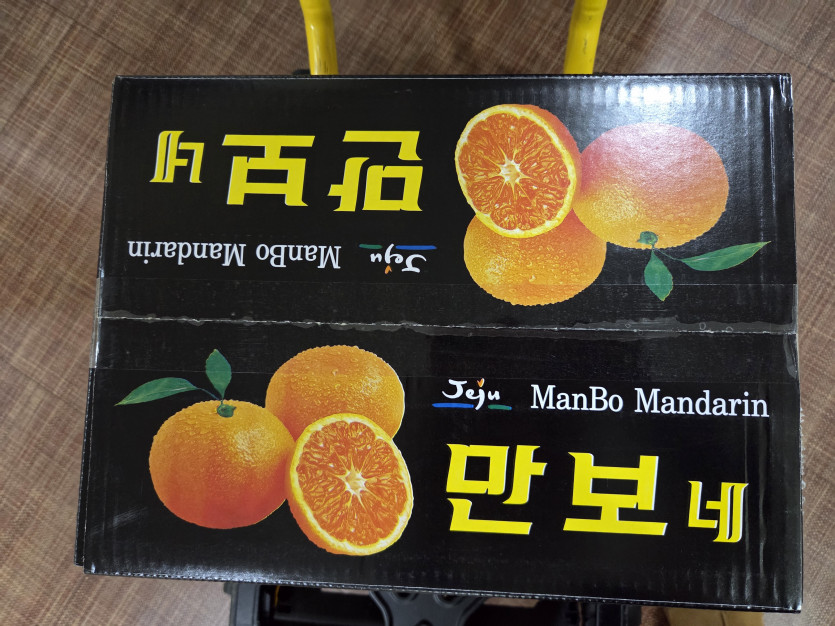 만보네
ManBo Mandarin Jeju
Jeju ManBo Mandarin
만보네